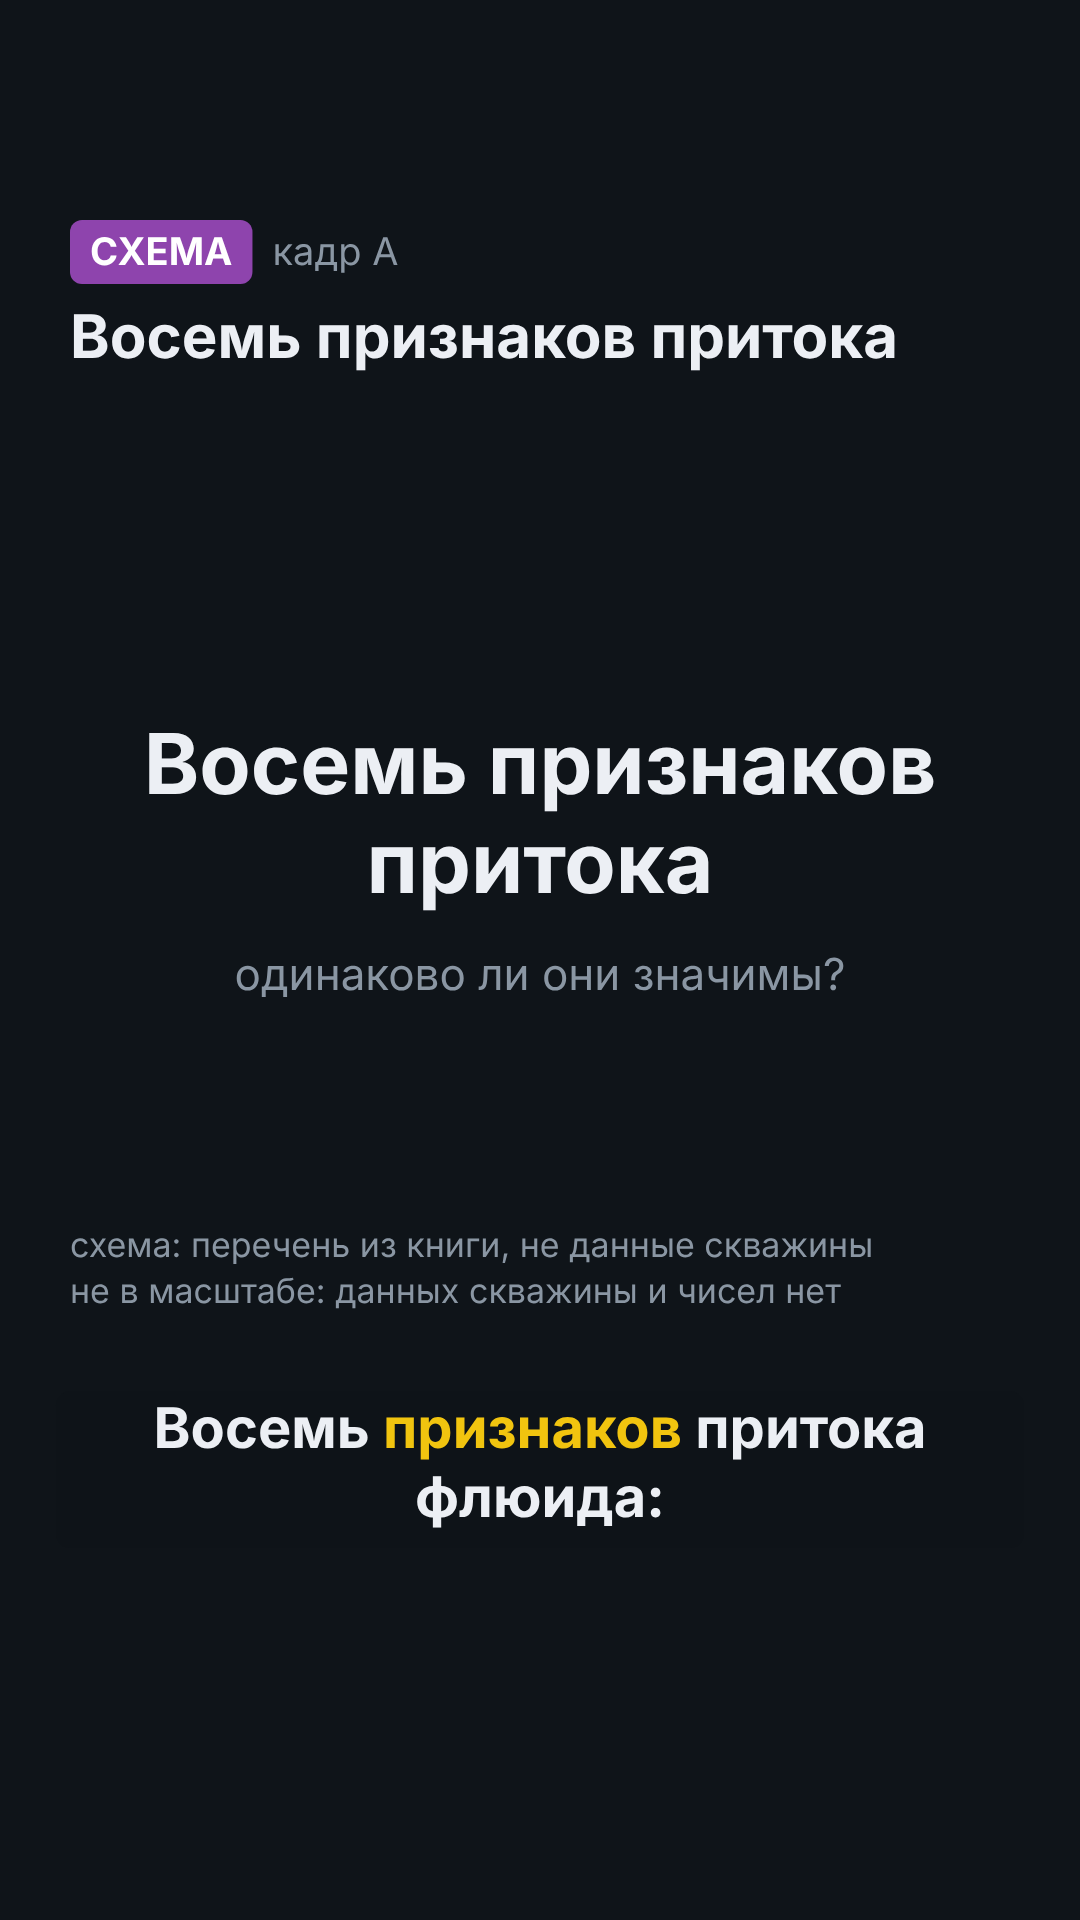 СХЕМА кадр А
Восемь признаков притока
Восемь признаков
притока
одинаково ли они значимы?
схема: перечень из книги, не данные скважины
не в масштабе: данных скважины и чисел нет
Восемь признаков притока
флюида: